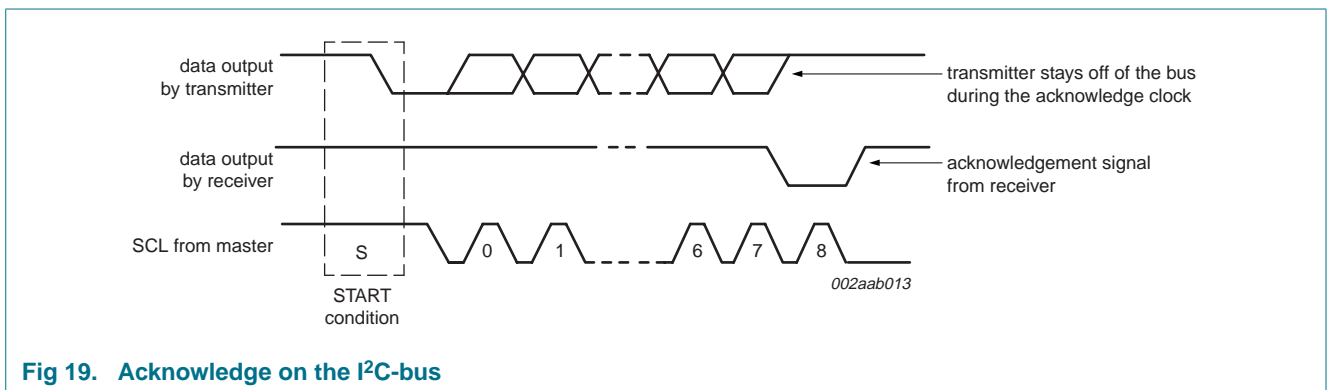 data output
by transmitter
transmitter stays off of the bus
during the acknowledge clock
data output
by receiver
acknowledgement signal
from receiver
SCL from master
S
0
1
6
7
8
002aab013
START
condition
Fig 19. Acknowledge on the I²C-bus